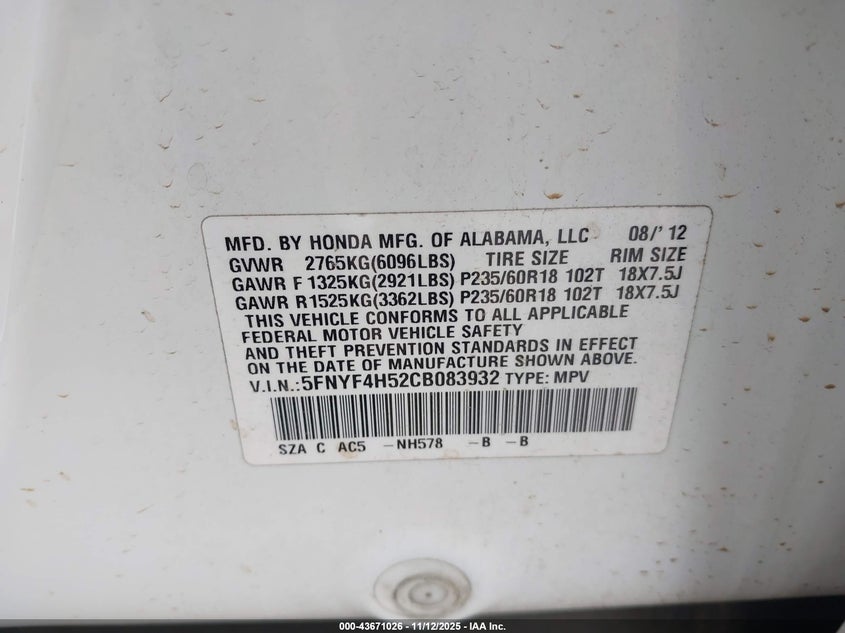 MFD. BY HONDA MFG. OF ALABAMA, LLC 08/'12
GVWR 2765KG(6096LBS) TIRE SIZE RIM SIZE
GAWR F 1325KG(2921LBS) P235/60R18 102T 18X7.5J
GAWR R 1525KG(3362LBS) P235/60R18 102T 18X7.5J
THIS VEHICLE CONFORMS TO ALL APPLICABLE
FEDERAL MOTOR VEHICLE SAFETY
AND THEFT PREVENTION STANDARDS IN EFFECT
ON THE DATE OF MANUFACTURE SHOWN ABOVE.
V.I.N.:5FNYF4H52CB083932 TYPE: MPV
SZA C AC5 -NH578 -B -B
000-43671026 - 11/12/2025 - IAA Inc.